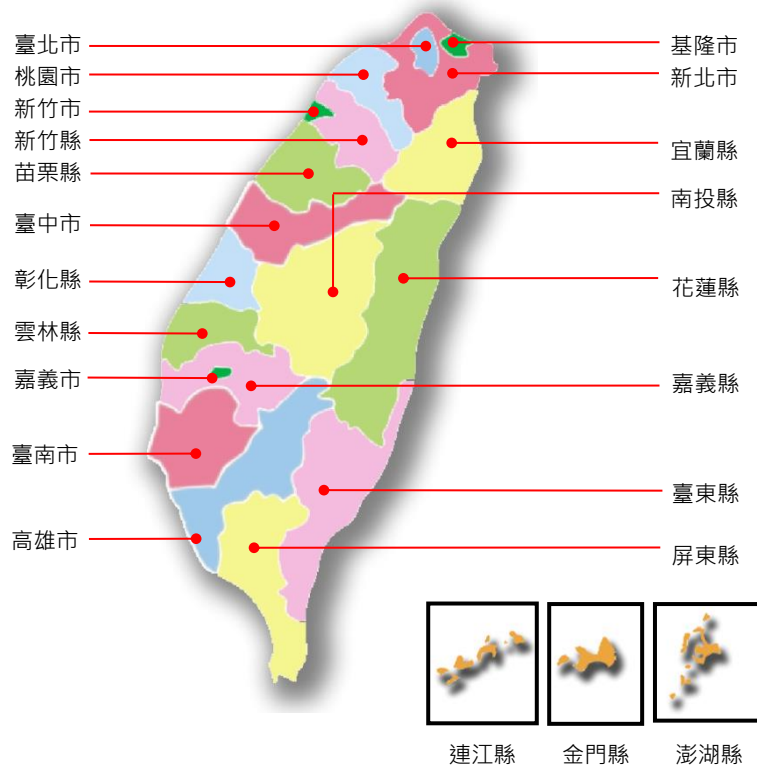 臺北市
桃園市
新竹市
新竹縣
苗栗縣
臺中市
彰化縣
雲林縣
嘉義市
臺南市
高雄市
基隆市
新北市
宜蘭縣
南投縣
花蓮縣
嘉義縣
臺東縣
屏東縣
連江縣
金門縣
澎湖縣